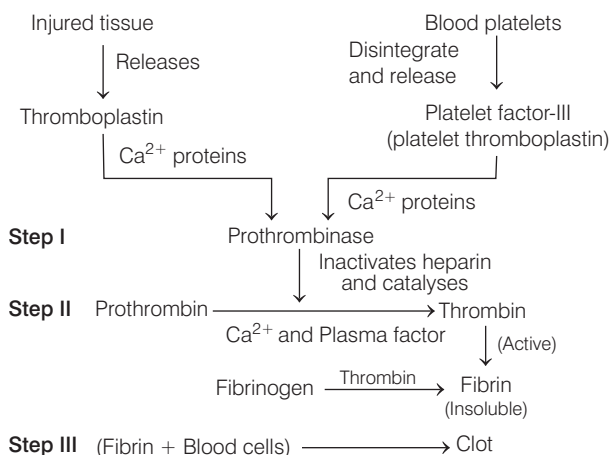 Injured tissue
Blood platelets
Releases
Disintegrate
and release
Thromboplastin
Platelet factor-III
(platelet thromboplastin)
Ca²⁺ proteins
Ca²⁺ proteins
Step I Prothrombinase
Inactivates heparin
and catalyses
Step II Prothrombin Thrombin
Ca²⁺ and Plasma factor
(Active)
Fibrinogen Thrombin Fibrin
(Insoluble)
Step III (Fibrin + Blood cells) Clot